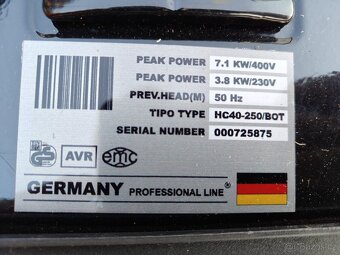 PEAK POWER 7.1 KW/400V
PEAK POWER 3.8 KW/230V
PREV.HEAD(M) 50 Hz
TIPO TYPE HC40-250/BOT
SERIAL NUMBER 000725875
AVR emc
GERMANY PROFESSIONAL LINE®